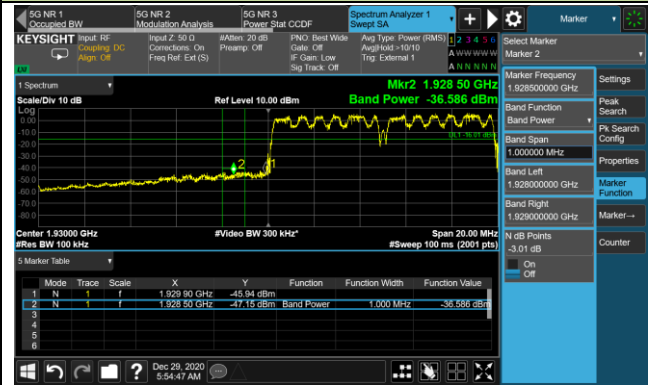 5G NR 1
Occupied BW
5G NR 2
Modulation Analysis
5G NR 3
Power Stat CCDF
Spectrum Analyzer 1
Swept SA
Marker
KEYSIGHT
Input: RF
Coupling: DC
Align: Off
Input Z: 50 Ω
Corrections: On
Freq Ref: Ext (S)
#Atten: 20 dB
Preamp: Off
PNO: Best Wide
Gate: Off
IF Gain: Low
Sig Track: Off
Avg Type: Power (RMS)
Avg|Hold:>10/10
Trig: External 1
1 2 3 4 5 6
A W W W W W
A N N N N N
LXI
Select Marker
Marker 2
1 Spectrum
Scale/Div 10 dB
Ref Level 10.00 dBm
Mkr2 1.928 50 GHz
Band Power -36.586 dBm
Log
0.00
-10.0
-20.0
-30.0
-40.0
-50.0
-60.0
-70.0
-80.0
DL1 -16.01 dBm
2
1
Center 1.93000 GHz
#Res BW 100 kHz
#Video BW 300 kHz*
Span 20.00 MHz
#Sweep 100 ms (2001 pts)
5 Marker Table
Mode Trace Scale X Y Function Function Width Function Value
1 N 1 f 1.929 90 GHz -45.94 dBm
2 N 1 f 1.928 50 GHz -47.15 dBm Band Power 1.000 MHz -36.586 dBm
3
4
5
6
Marker Frequency
1.928500000 GHz
Band Function
Band Power
Band Span
1.000000 MHz
Band Left
1.928000000 GHz
Band Right
1.929000000 GHz
N dB Points
-3.01 dB
On
Off
Settings
Peak
Search
Pk Search
Config
Properties
Marker
Function
Marker→
Counter
?
Dec 29, 2020
5:54:47 AM